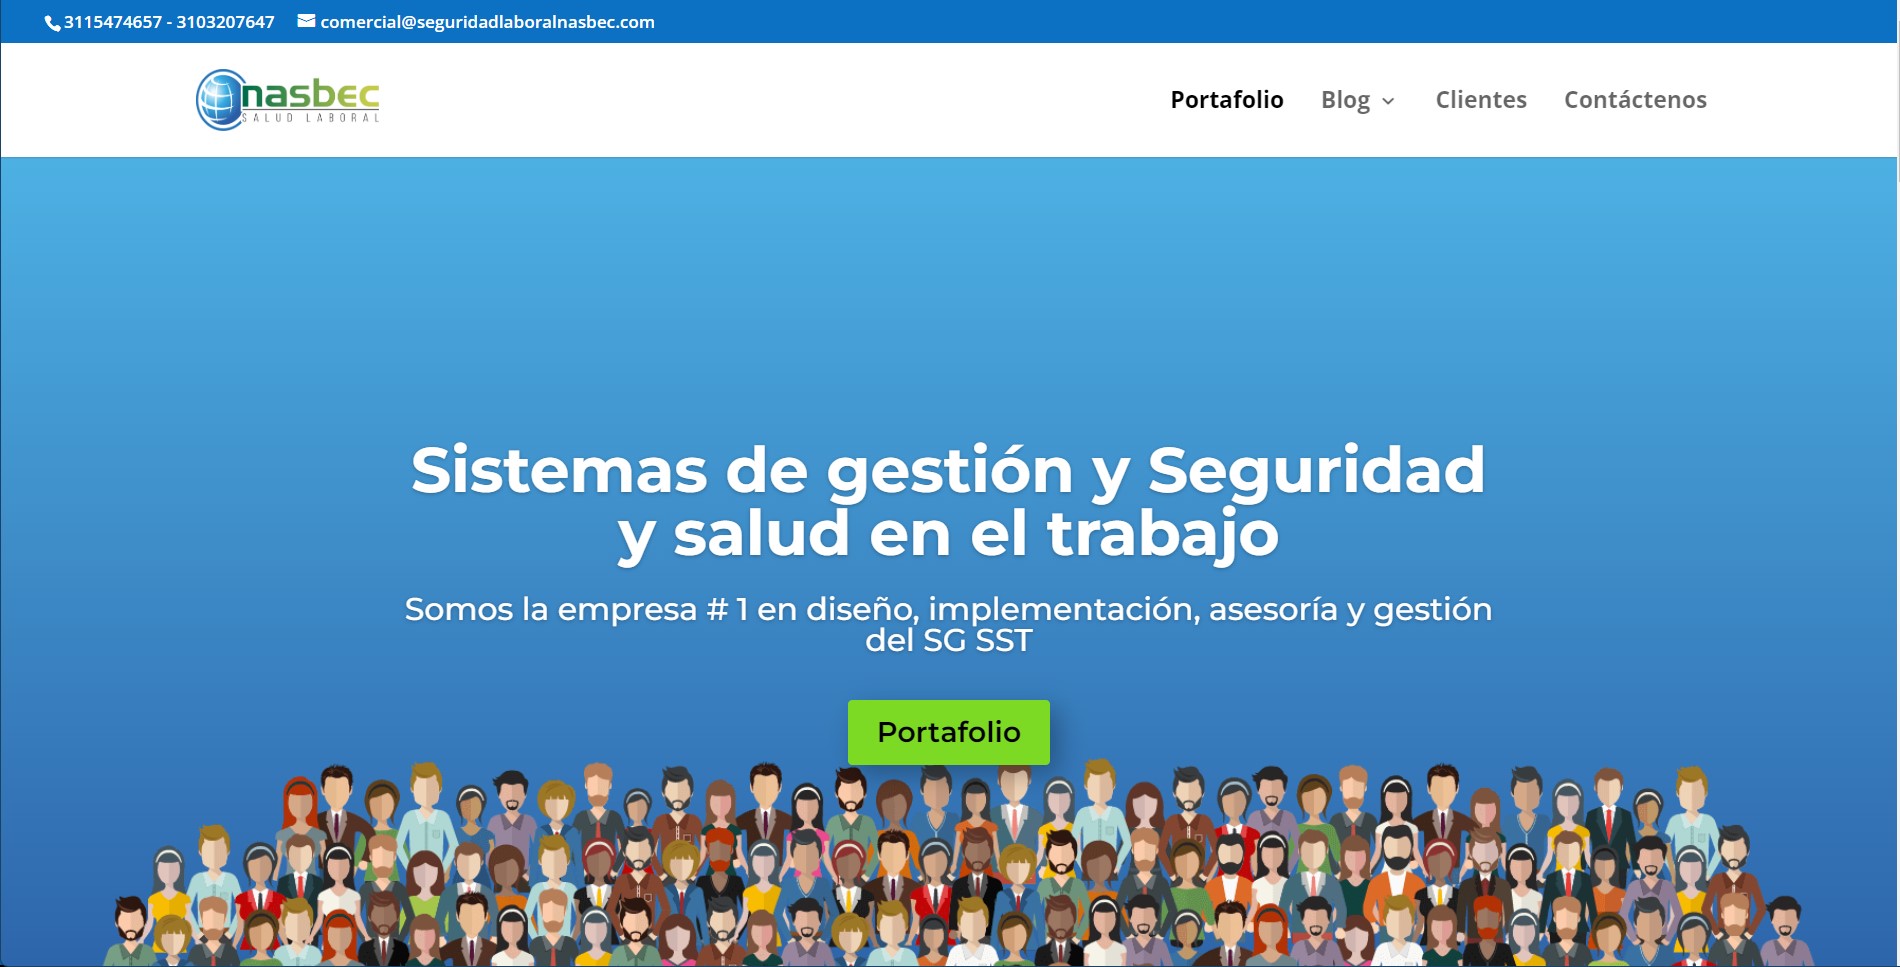 3115474657 - 3103207647 comercial@seguridadlaboralnasbec.com
nasbec
SALUD LABORAL
Portafolio Blog Clientes Contáctenos
Sistemas de gestión y Seguridad
y salud en el trabajo
Somos la empresa # 1 en diseño, implementación, asesoría y gestión
del SG SST
Portafolio